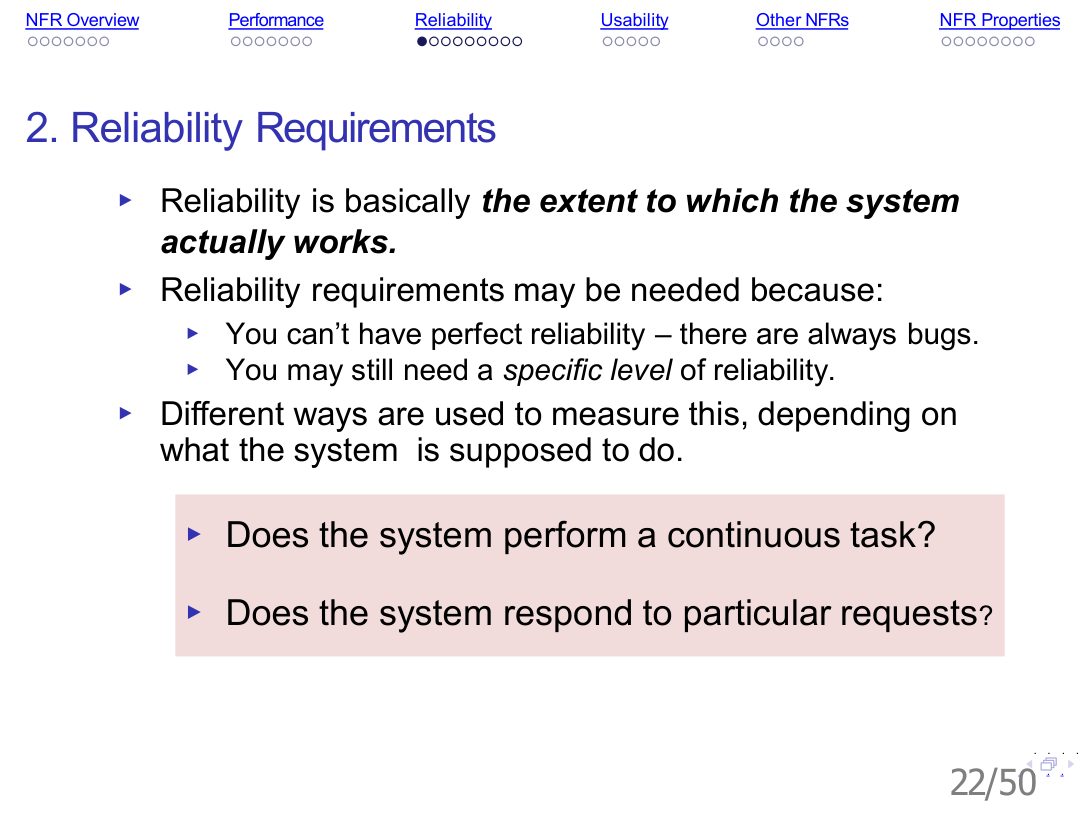 NFR Overview Performance Reliability Usability Other NFRs NFR Properties
2. Reliability Requirements
Reliability is basically the extent to which the system
actually works.
Reliability requirements may be needed because:
You can’t have perfect reliability – there are always bugs.
You may still need a specific level of reliability.
Different ways are used to measure this, depending on
what the system is supposed to do.
Does the system perform a continuous task?
Does the system respond to particular requests?
22/50